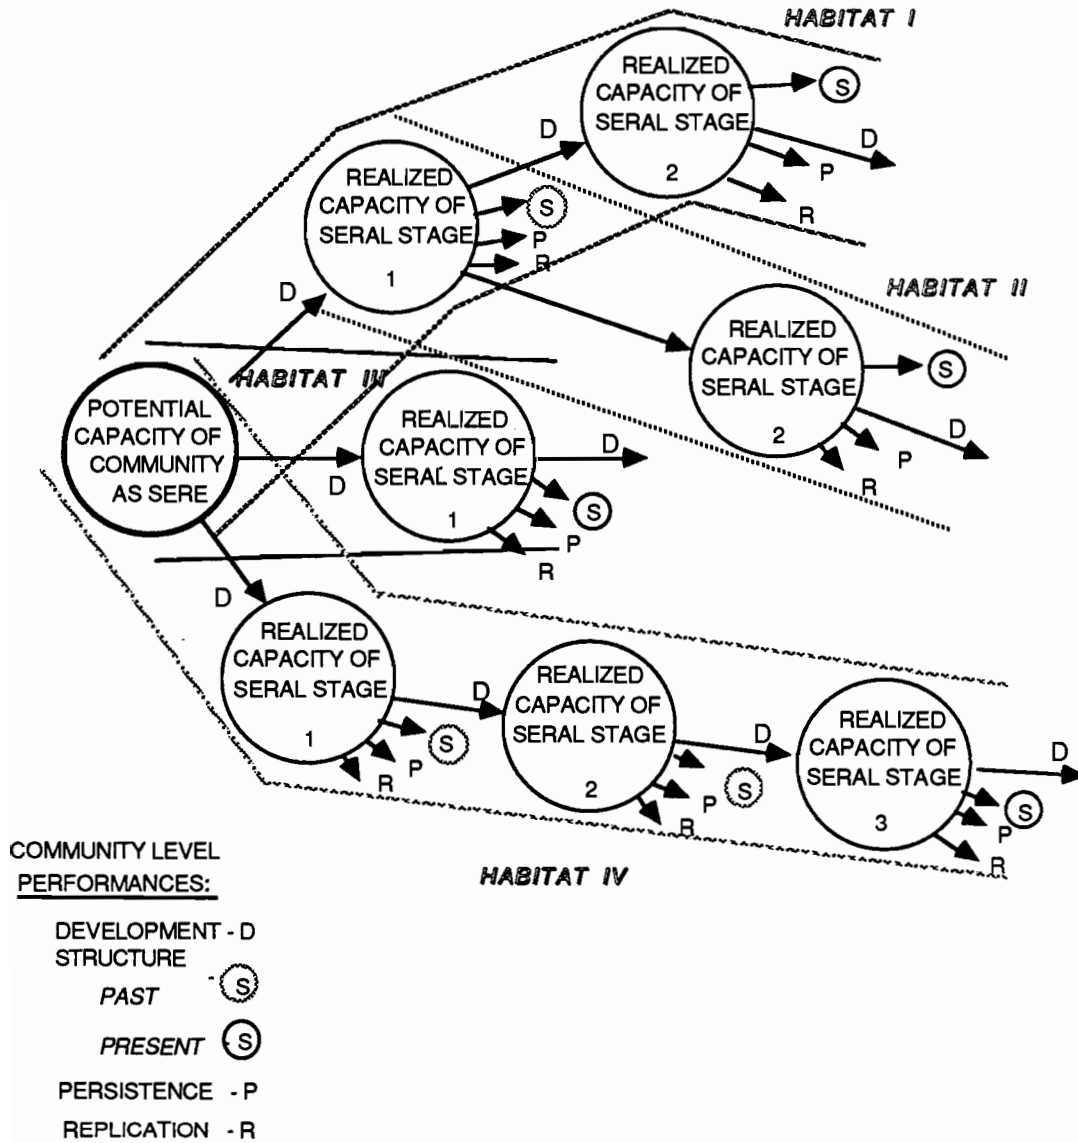 HABITAT I
REALIZED
CAPACITY OF
SERAL STAGE
2
S
D
P
R
D
REALIZED
CAPACITY OF
SERAL STAGE
1
S
P
R
D
HABITAT II
REALIZED
CAPACITY OF
SERAL STAGE
2
S
D
P
R
HABITAT III
POTENTIAL
CAPACITY OF
COMMUNITY
AS SERE
D
REALIZED
CAPACITY OF
SERAL STAGE
1
D
S
P
R
D
REALIZED
CAPACITY OF
SERAL STAGE
1
D
S
P
R
REALIZED
CAPACITY OF
SERAL STAGE
2
D
S
P
R
REALIZED
CAPACITY OF
SERAL STAGE
3
D
S
P
R
HABITAT IV
COMMUNITY LEVEL
PERFORMANCES:
DEVELOPMENT - D
STRUCTURE
PAST - S
PRESENT S
PERSISTENCE - P
REPLICATION - R